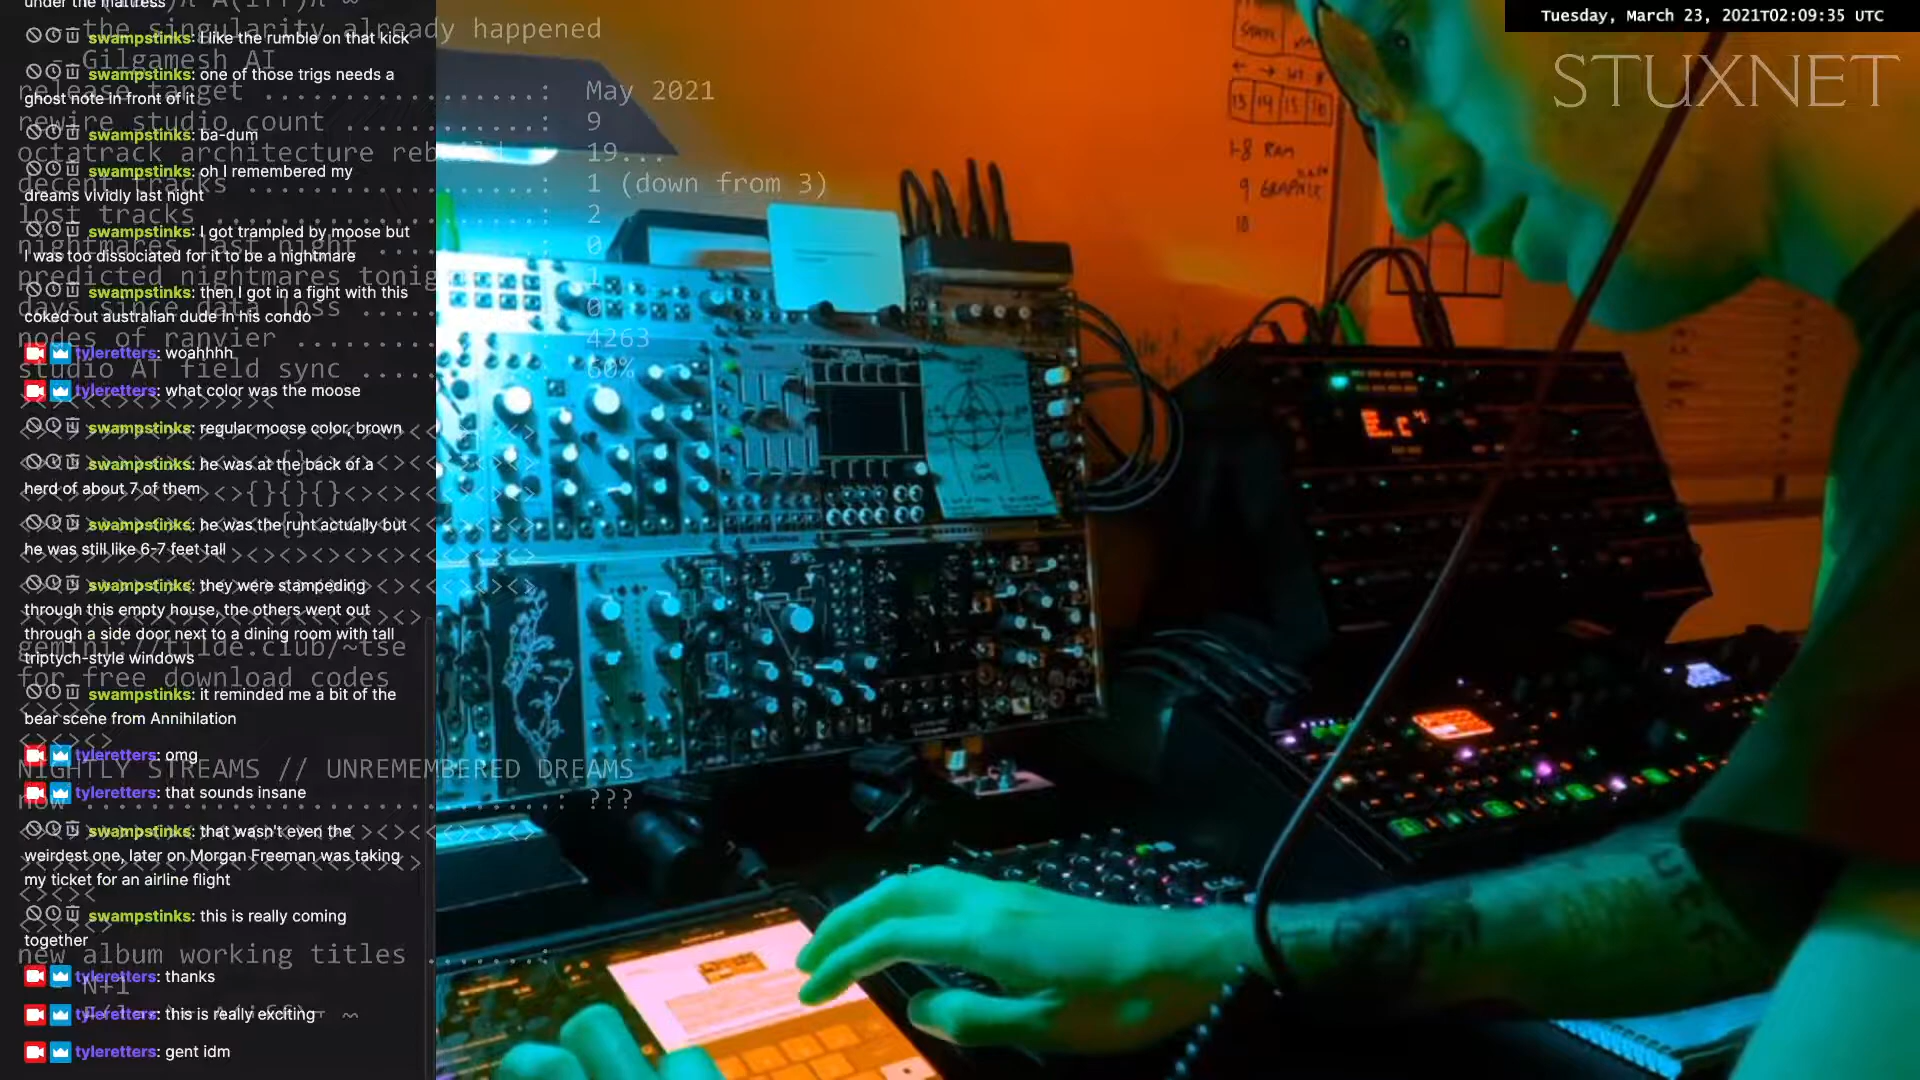 under the mattress
swampstinks: I like the rumble on that kick
swampstinks: one of those trigs needs a
ghost note in front of it
swampstinks: ba-dum
swampstinks: oh I remembered my
dreams vividly last night
swampstinks: I got trampled by moose but
I was too dissociated for it to be a nightmare
swampstinks: then I got in a fight with this
coked out australian dude in his condo
tyleretters: woahhhh
tyleretters: what color was the moose
swampstinks: regular moose color, brown
swampstinks: he was at the back of a
herd of about 7 of them
swampstinks: he was the runt actually but
he was still like 6-7 feet tall
swampstinks: they were stampeding
through this empty house, the others went out
through a side door next to a dining room with tall
triptych-style windows
swampstinks: it reminded me a bit of the
bear scene from Annihilation
tyleretters: omg
tyleretters: that sounds insane
swampstinks: that wasn't even the
weirdest one, later on Morgan Freeman was taking
my ticket for an airline flight
swampstinks: this is really coming
together
tyleretters: thanks
tyleretters: this is really exciting
tyleretters: gent idm
the singularity already happened
- Gilgamesh AI
release target ..................: May 2021
rewire studio count .............: 9
octatrack architecture reb : 19...
decent tracks ...................: 1 (down from 3)
lost tracks .....................: 2
nightmares last night ...........: 0
predicted nightmares tonig : 1
days since data loss ............: 0
nodes of ranvier ................: 4263
studio AT field sync ............: 60%
gemini://tilde.club/~tse
for free download codes
NIGHTLY STREAMS // UNREMEMBERED DREAMS
now .............................: ???
new album working titles ........:
- N+1
Tuesday, March 23, 2021T02:09:35 UTC
STUXNET
13 14 15 16
1-8 RAM
9
10